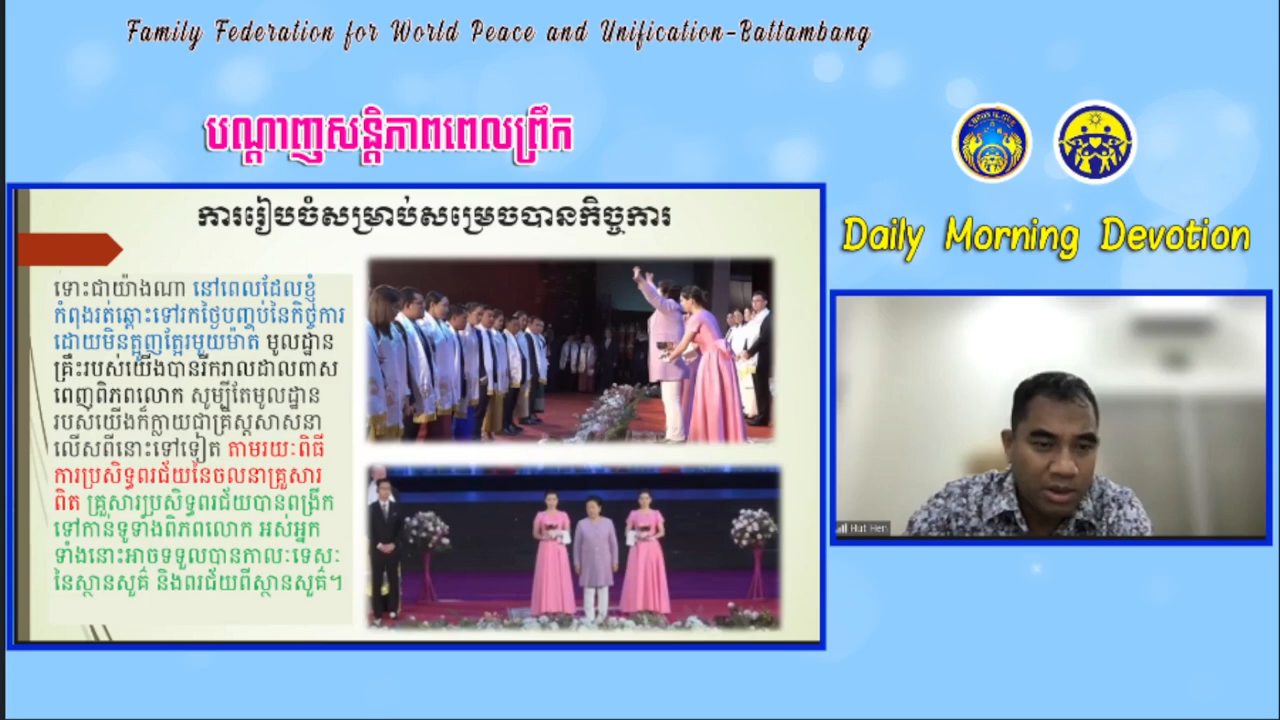 Family Federation for World Peace and Unification-Battambang
បណ្តាញសន្តិភាពពេលព្រឹក
CHEON IL GUK
Daily Morning Devotion
ការរៀបចំសម្រាប់សម្រេចបានកិច្ចការ
ទោះជាយ៉ាងណា នៅពេលដែលខ្ញុំ
កំពុងរត់ឆ្ពោះទៅរកថ្ងៃបញ្ចប់នៃកិច្ចការ
ដោយមិនត្អូញត្អែរមួយម៉ាត់ មូលដ្ឋាន
គ្រឹះរបស់យើងបានរីករាលដាលពាស
ពេញពិភពលោក សូម្បីតែមូលដ្ឋាន
របស់យើងក៏ក្លាយជាគ្រិស្តសាសនា
លើសពីនោះទៅទៀត តាមរយៈពិធី
ការប្រសិទ្ធពរជ័យនៃចលនាគ្រួសារ
ពិត គ្រួសារប្រសិទ្ធពរជ័យបានពង្រីក
ទៅកាន់ទូទាំងពិភពលោក អស់អ្នក
ទាំងនោះអាចទទួលបានកាលៈទេសៈ
នៃស្ថានសួគ៌ និងពរជ័យពីស្ថានសួគ៌។
Hut Hen